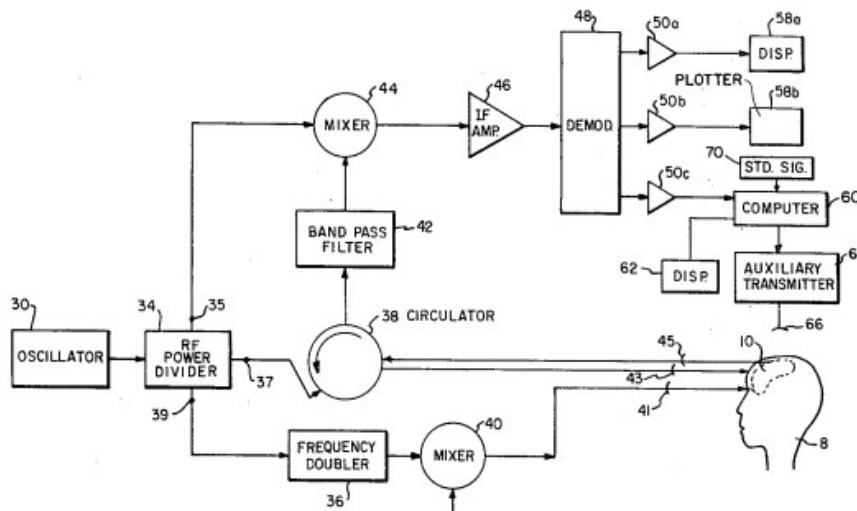 48
50a
58a
DISP.
PLOTTER
44
46
50b
58b
MIXER
IF
AMP.
DEMOD.
70
STD. SIG.
50c
60
COMPUTER
BAND PASS
FILTER
42
62
DISP.
AUXILIARY
TRANSMITTER
35
30
34
38 CIRCULATOR
66
OSCILLATOR
RF
POWER
DIVIDER
45
10
37
43
39
40
41
FREQUENCY
DOUBLER
MIXER
8
36